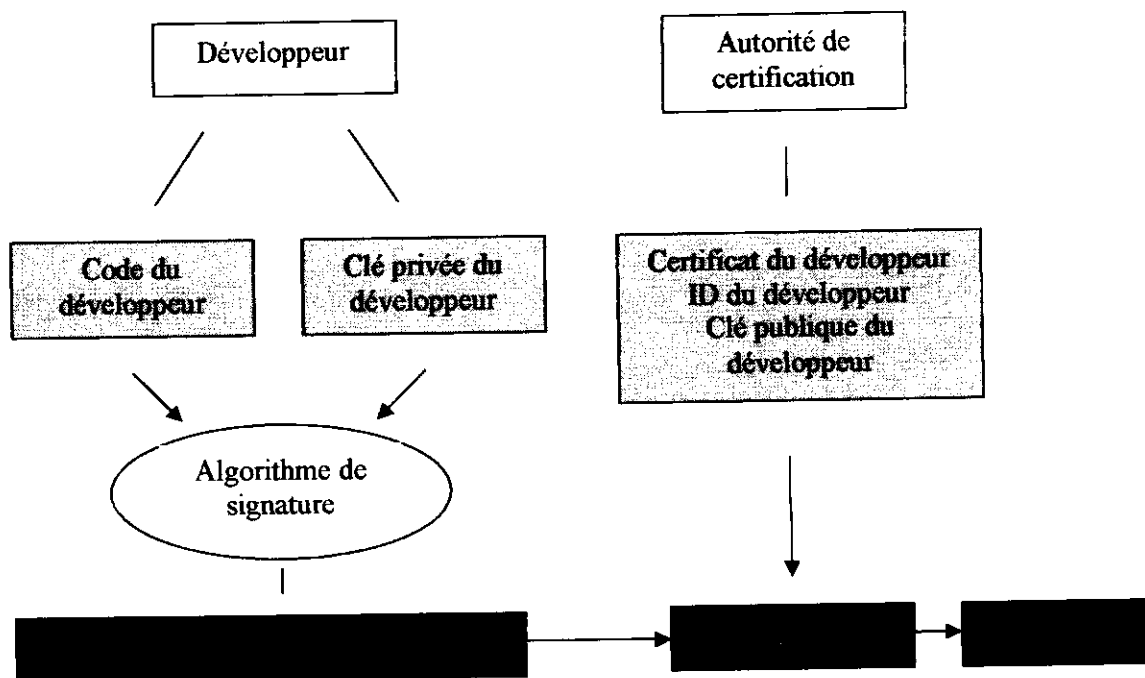 Développeur
Autorité de
certification
Code du
développeur
Clé privée du
développeur
Certificat du développeur
ID du développeur
Clé publique du
développeur
Algorithme de
signature